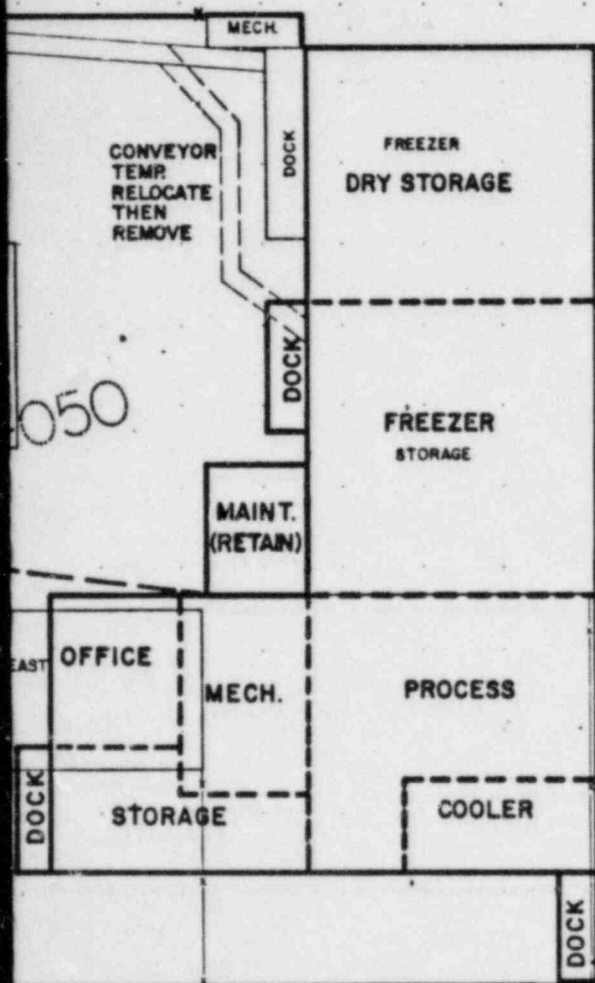 MECH.
DOCK
FREEZER
DRY STORAGE
CONVEYOR
TEMP.
RELOCATE
THEN
REMOVE
DOCK
050
FREEZER
STORAGE
MAINT.
(RETAIN)
EAST
OFFICE
MECH.
PROCESS
DOCK
STORAGE
COOLER
DOCK